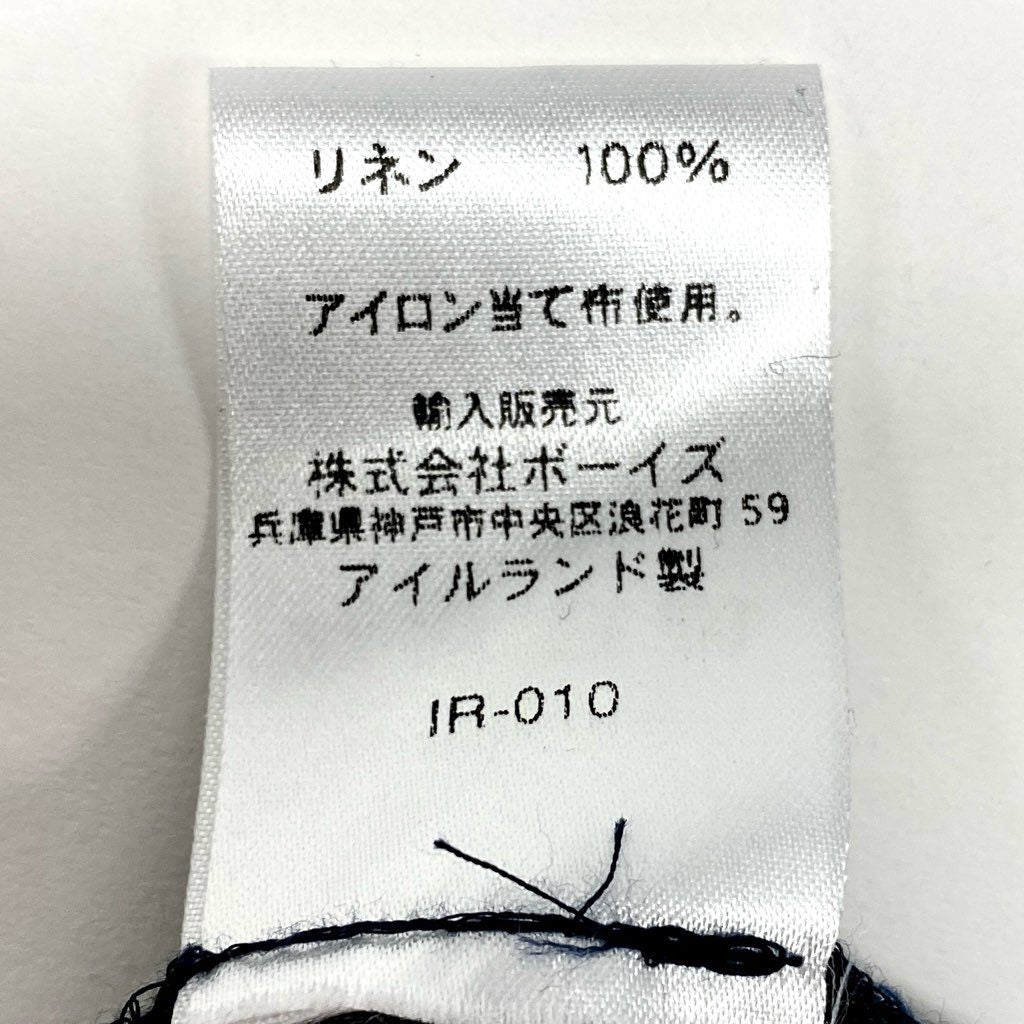 リネン 100%
アイロン当て布使用。
輸入販売元
株式会社ボーイズ
兵庫県神戸市中央区浪花町 59
アイルランド製
IR-010